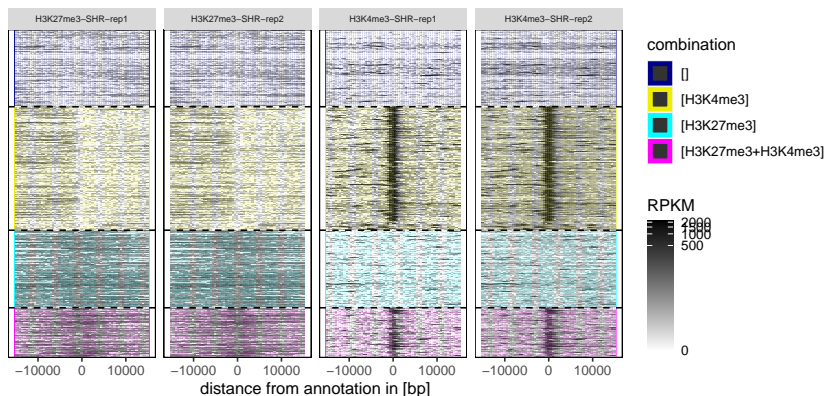 H3K27me3−SHR−rep1 H3K27me3−SHR−rep2 H3K4me3−SHR−rep1 H3K4me3−SHR−rep2
combination
[]
[H3K4me3]
[H3K27me3]
[H3K27me3+H3K4me3]
RPKM
2000
1500
1000
500
0
−10000 0 10000 −10000 0 10000 −10000 0 10000 −10000 0 10000
distance from annotation in [bp]